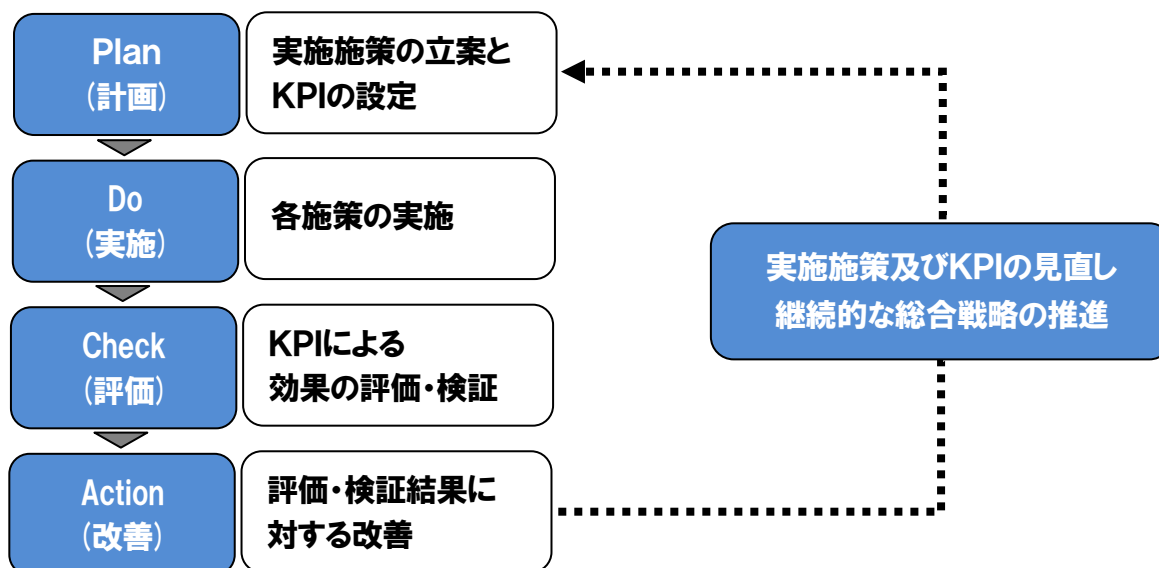 Plan
(計画)
実施施策の立案と
KPIの設定
Do
(実施)
各施策の実施
Check
(評価)
KPIによる
効果の評価・検証
Action
(改善)
評価・検証結果に
対する改善
実施施策及びKPIの見直し
継続的な総合戦略の推進